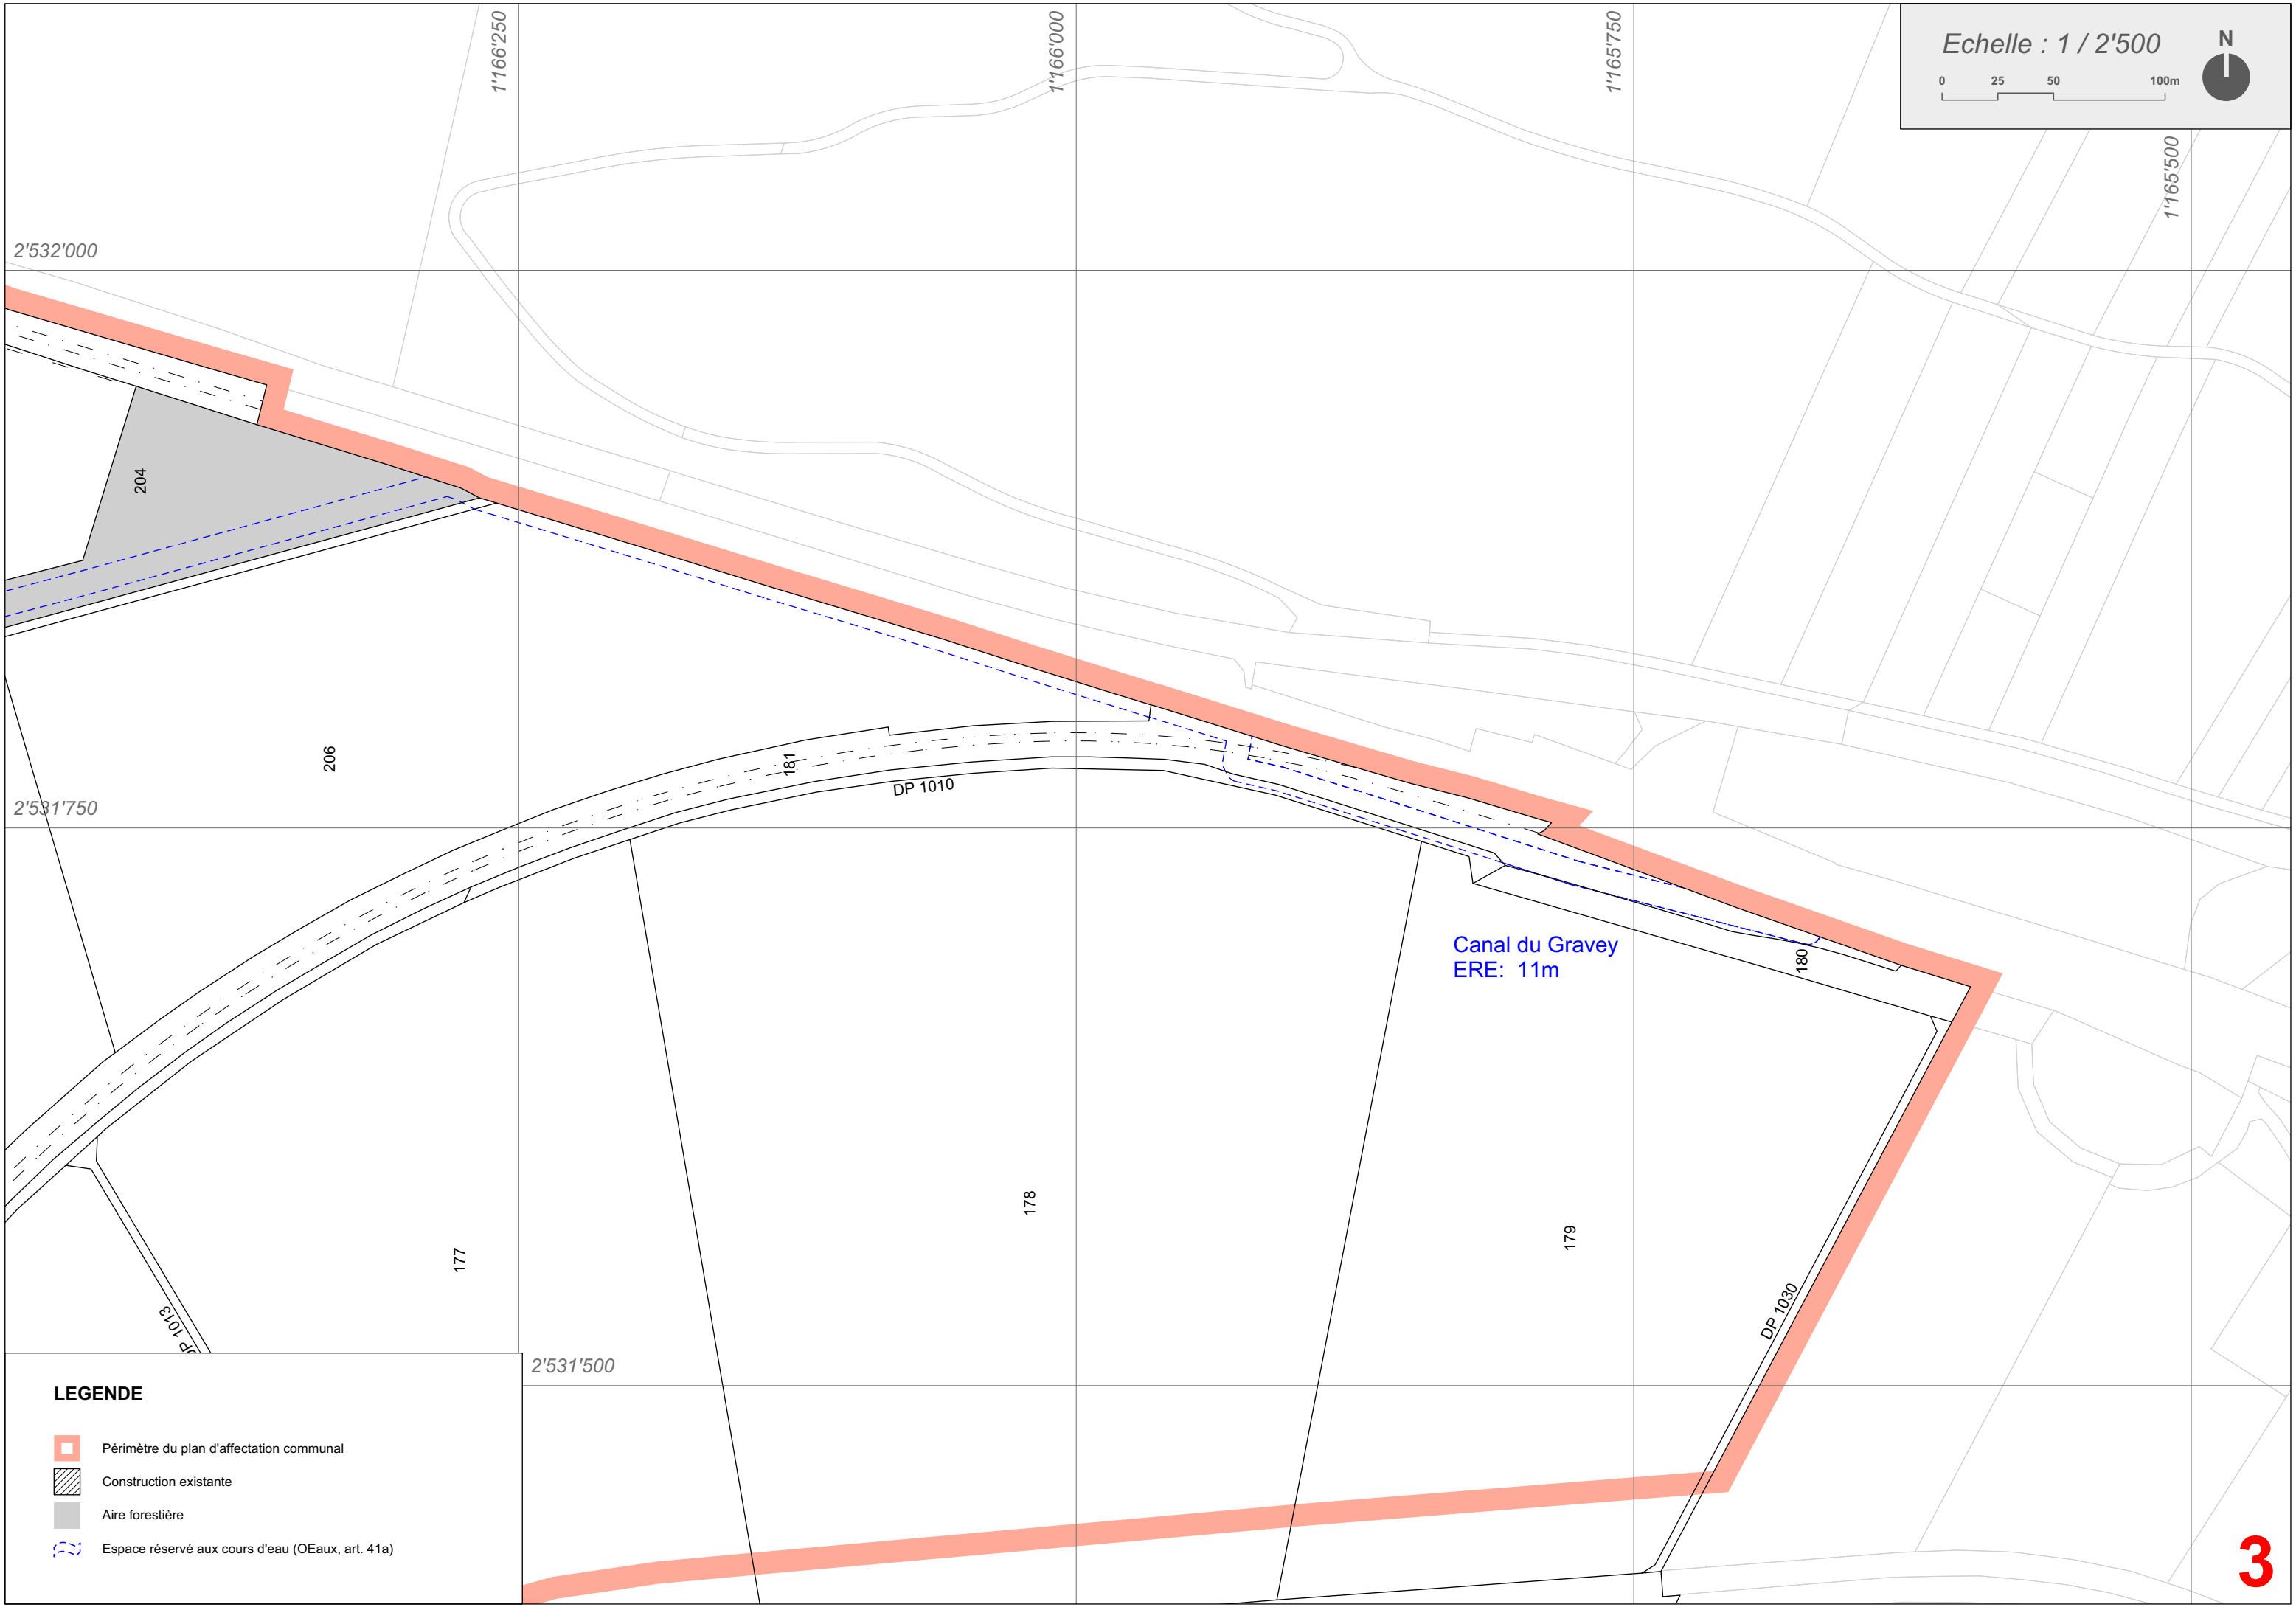 1'166'250
1'166'000
1'165'750
1'165'500
Echelle : 1 / 2'500
N
0 25 50 100m
2'532'000
204
206
181
DP 1010
2'531'750
Canal du Gravey
ERE: 11m
180
178
179
177
DP 1030
DP 1013
2'531'500
LEGENDE
Périmètre du plan d'affectation communal
Construction existante
Aire forestière
Espace réservé aux cours d'eau (OEaux, art. 41a)
3